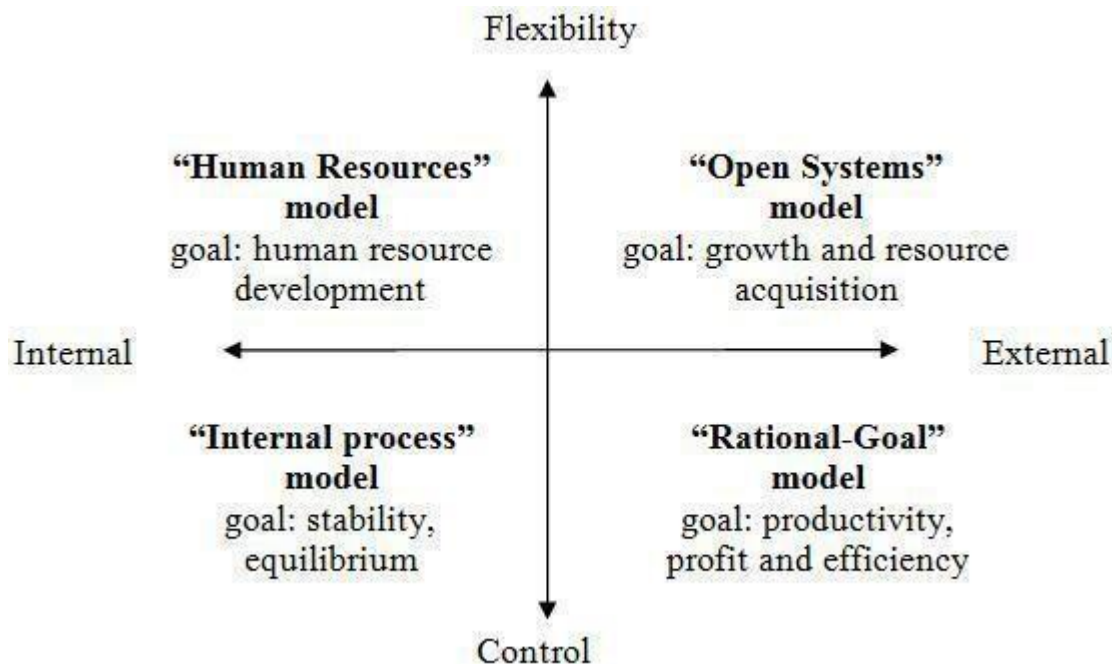 Flexibility
“Human Resources”
model
goal: human resource
development
“Open Systems”
model
goal: growth and resource
acquisition
Internal
External
“Internal process”
model
goal: stability,
equilibrium
“Rational-Goal”
model
goal: productivity,
profit and efficiency
Control